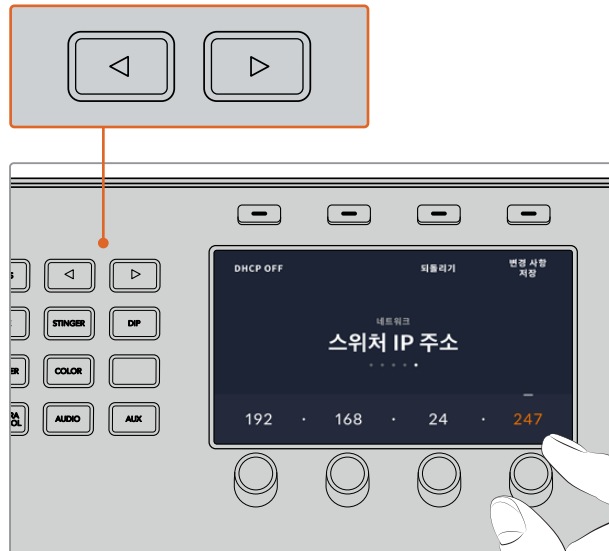 DHCP OFF
되돌리기
변경 사항
저장
네트워크
스위처 IP 주소
192 · 168 · 24 · 247
STINGER
DIP
COLOR
AUDIO
AUX